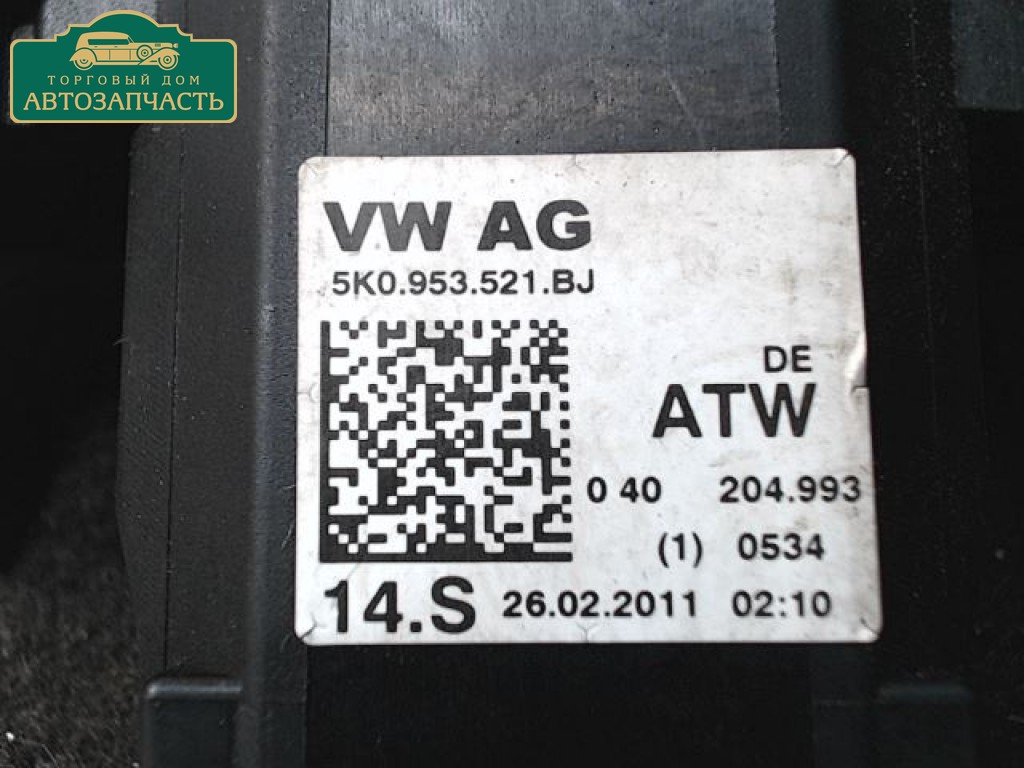 ТОРГОВЫЙ ДОМ
АВТОЗАПЧАСТЬ
VW AG
5K0.953.521.BJ
DE
ATW
0 40 204.993
(1) 0534
14.S 26.02.2011 02:10